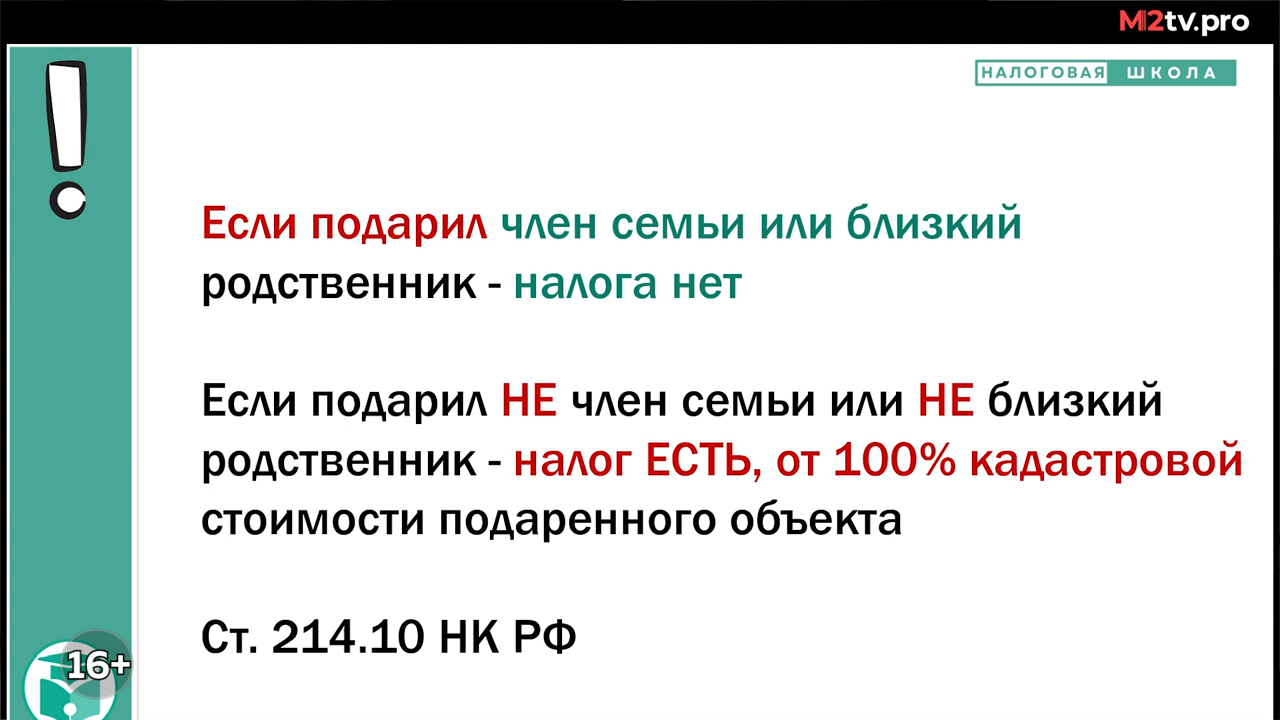 M2tv.pro
НАЛОГОВАЯ ШКОЛА
Если подарил член семьи или близкий
родственник - налога нет
Если подарил НЕ член семьи или НЕ близкий
родственник - налог ЕСТЬ, от 100% кадастровой
стоимости подаренного объекта
Ст. 214.10 НК РФ
16+